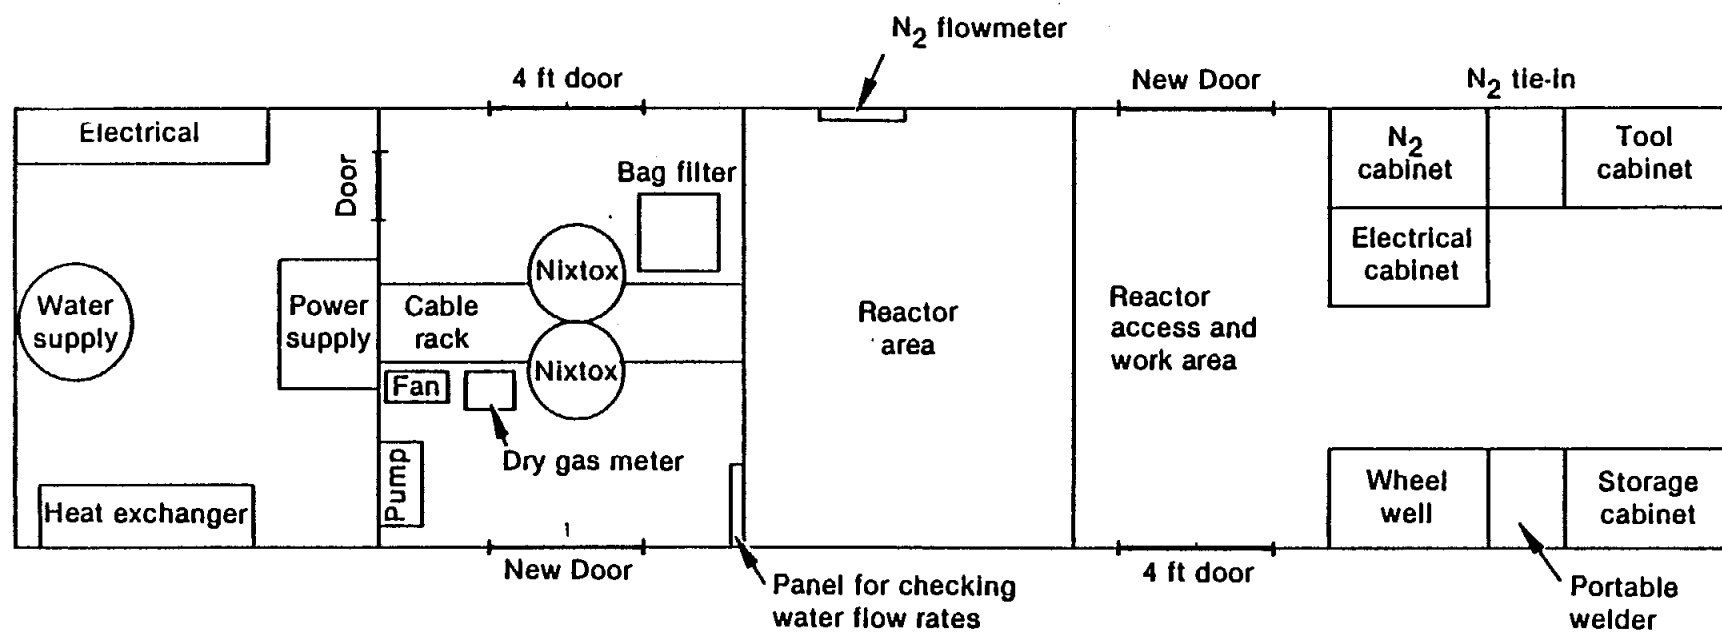 N₂ flowmeter
4 ft door
New Door
N₂ tie-in
Electrical
Door
Bag filter
N₂
cabinet
Tool
cabinet
Electrical
cabinet
Nixtox
Water
supply
Power
supply
Cable
rack
Reactor
area
Reactor
access and
work area
Nixtox
Fan
Dry gas meter
Pump
Heat exchanger
Wheel
well
Storage
cabinet
New Door
4 ft door
Panel for checking
water flow rates
Portable
welder